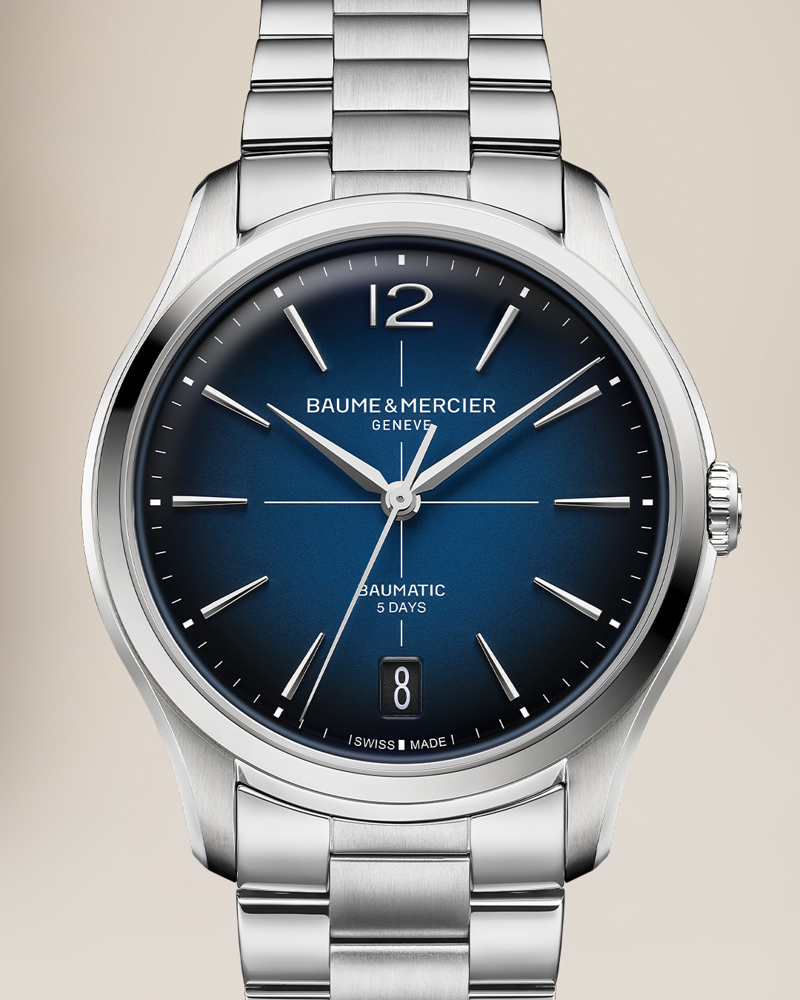 12
BAUME & MERCIER
GENEVE
BAUMATIC
5 DAYS
8
SWISS MADE